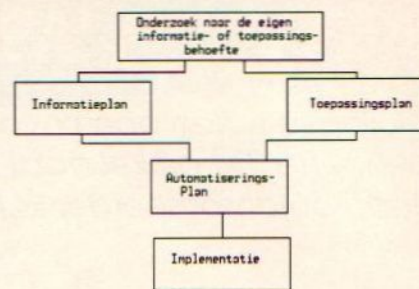 Onderzoek naar de eigen
informatie- of toepassings-
behoefte
Informatieplan
Toepassingsplan
Automatiserings-
Plan
Implementatie